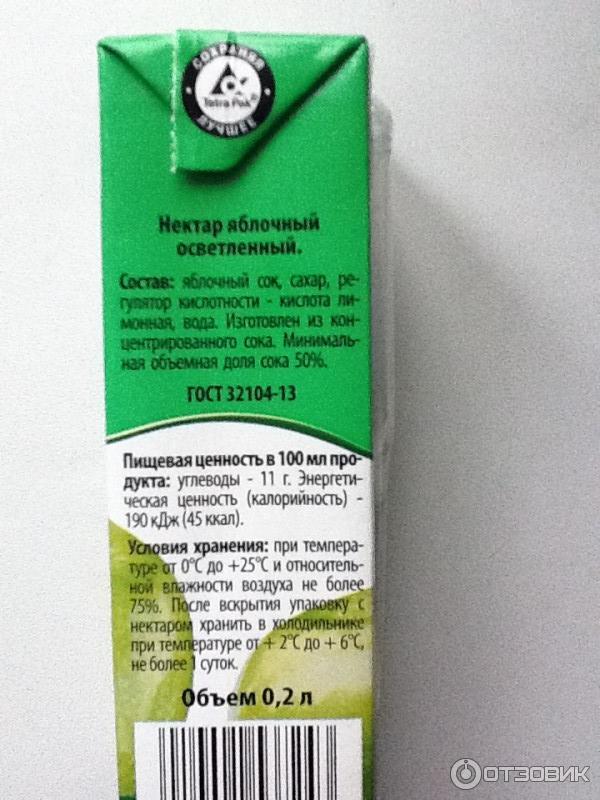 СОХРАНЯЯ
Tetra Pak®
ЛУЧШЕЕ
Нектар яблочный
осветленный.
Состав: яблочный сок, сахар, ре-
гулятор кислотности - кислота ли-
монная, вода. Изготовлен из кон-
центрированного сока. Минималь-
ная объемная доля сока 50%.
ГОСТ 32104-13
Пищевая ценность в 100 мл про-
дукта: углеводы - 11 г. Энергети-
ческая ценность (калорийность) -
190 кДж (45 ккал).
Условия хранения: при темпера-
туре от 0°С до +25°С и относитель-
ной влажности воздуха не более
75%. После вскрытия упаковку с
нектаром хранить в холодильнике
при температуре от + 2°С до + 6°С,
не более 1 суток.
Объем 0,2 л
ОТЗОВИК